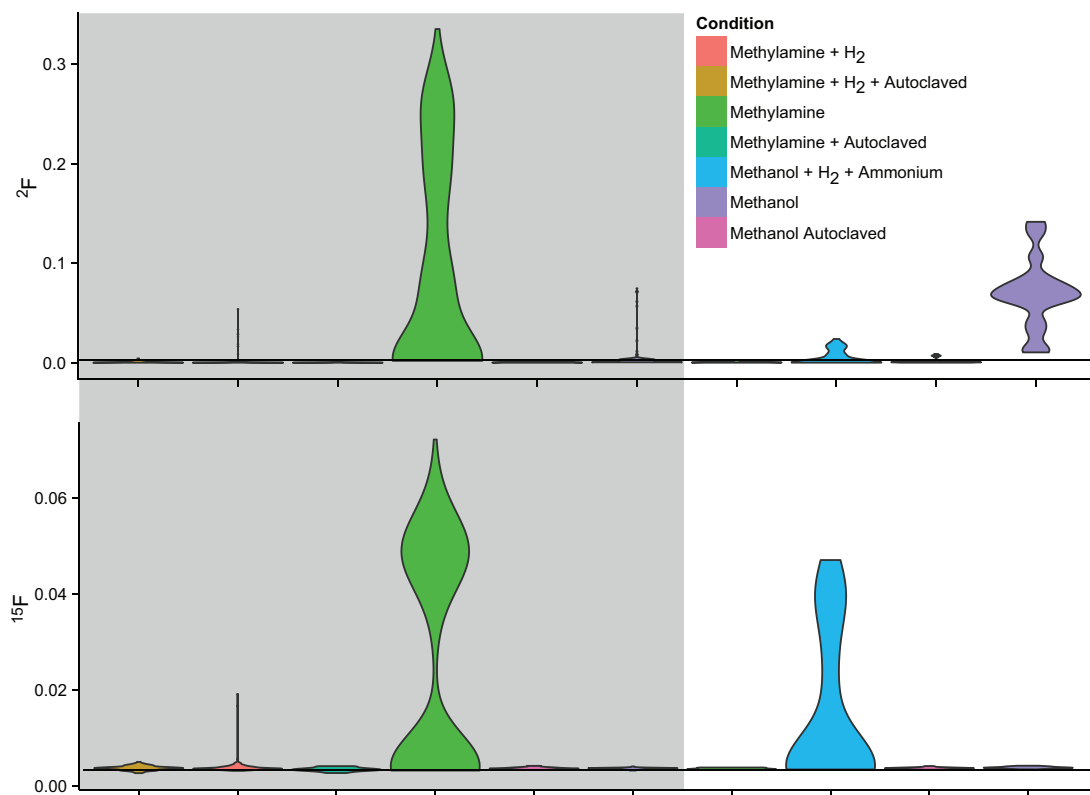 Condition
Methylamine + H2
Methylamine + H2 + Autoclaved
Methylamine
Methylamine + Autoclaved
Methanol + H2 + Ammonium
Methanol
Methanol Autoclaved
2F
0.3
0.2
0.1
0.0
15F
0.06
0.04
0.02
0.00